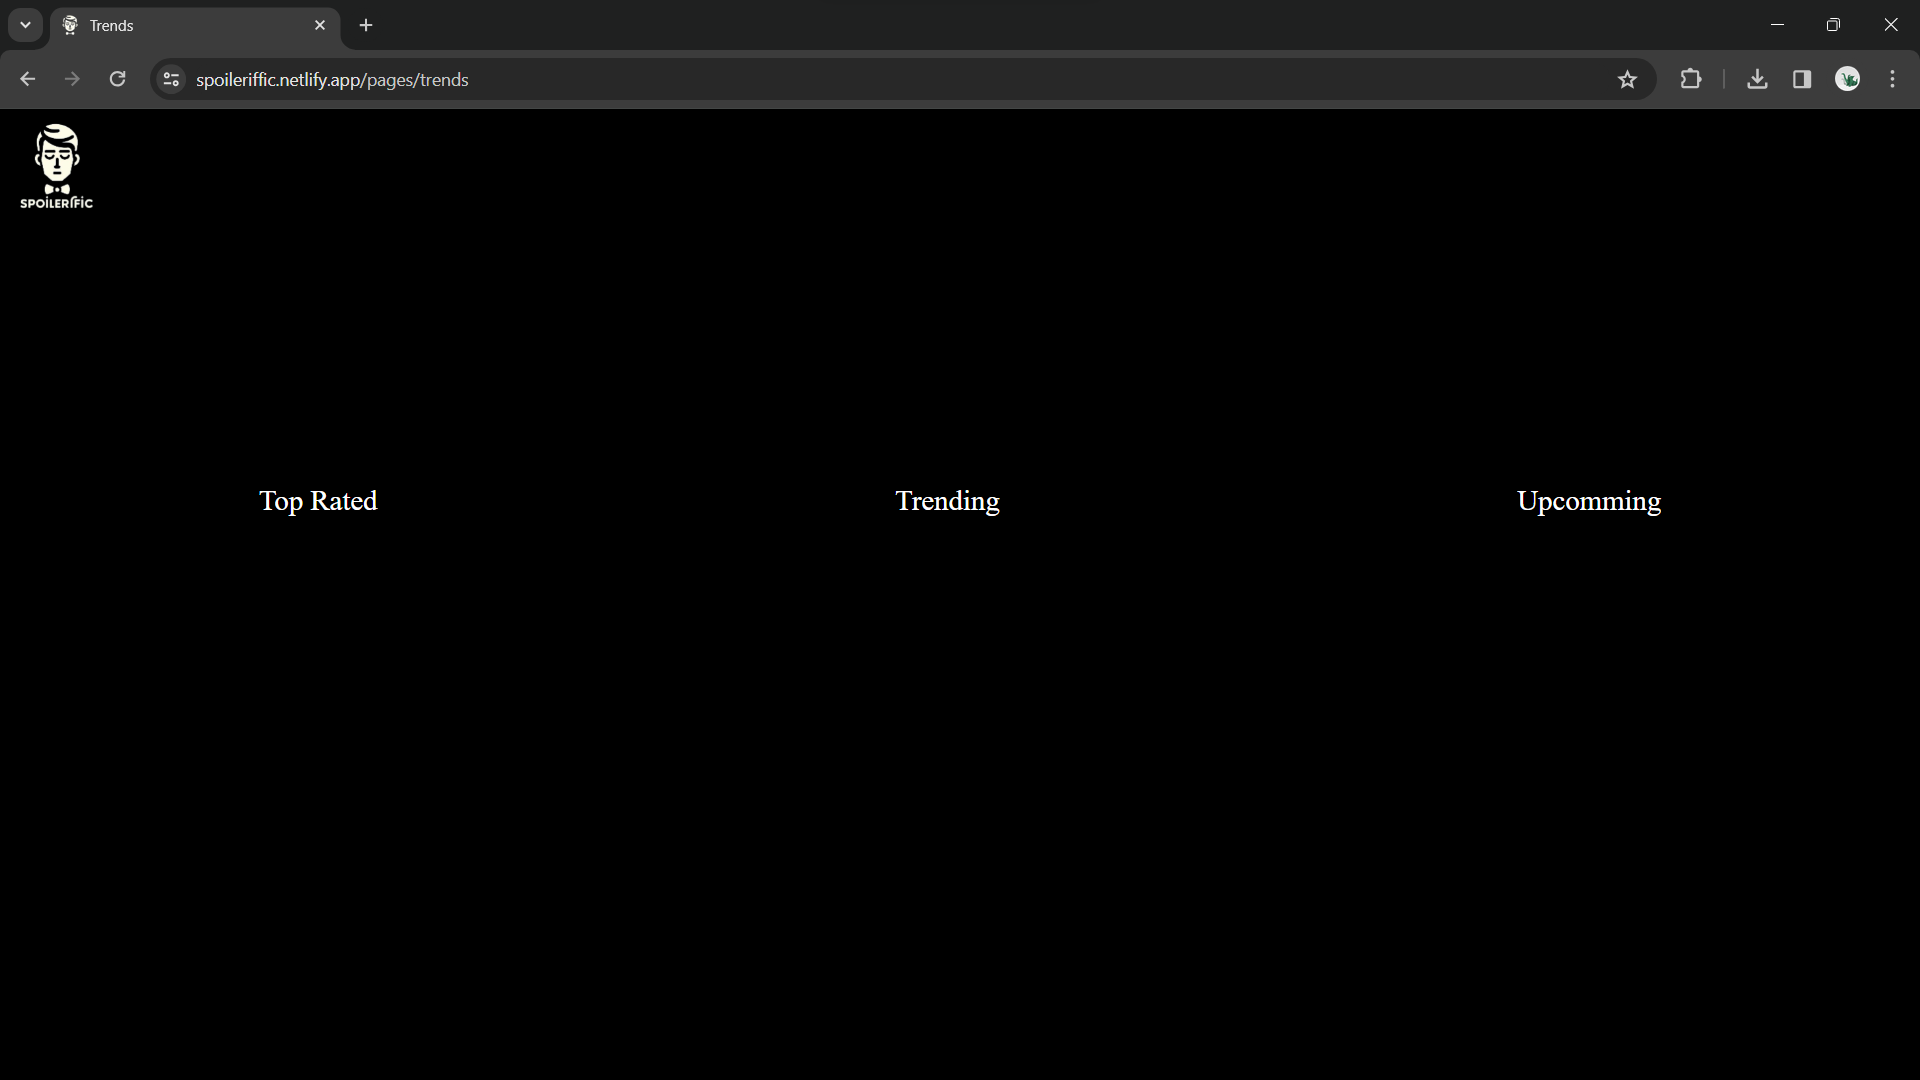 Trends
spoileriffic.netlify.app/pages/trends
SPOILERIFIC
Top Rated Trending Upcomming